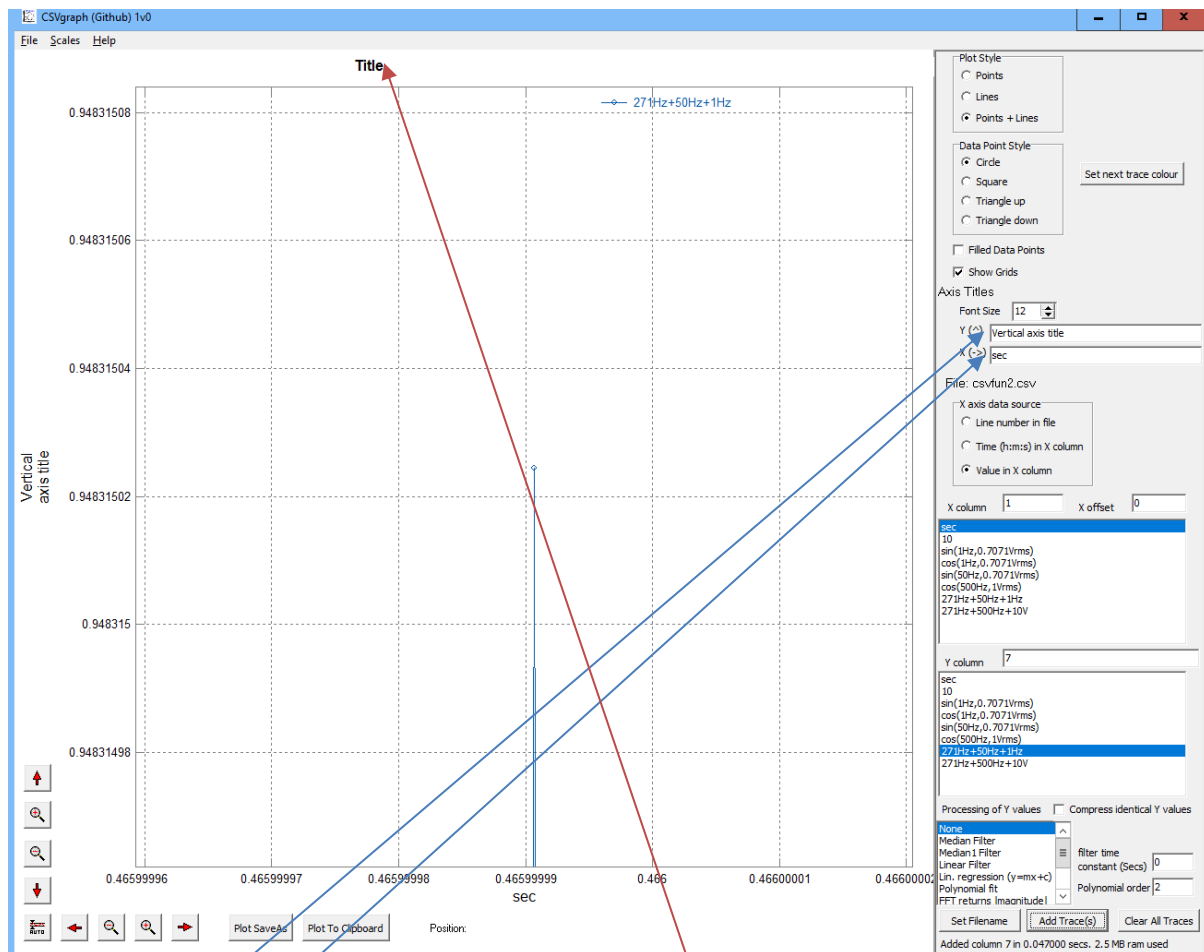 CSVgraph (Github) 1v0
File Scales Help
Title
271Hz+50Hz+1Hz
0.94831508
0.94831506
0.94831504
0.94831502
0.948315
0.94831498
Vertical
axis title
0.46599996 0.46599997 0.46599998 0.46599999 0.466 0.46600001 0.46600002
sec
AUTO
Plot SaveAs
Plot To Clipboard
Position:
Plot Style
Points
Lines
Points + Lines
Data Point Style
Circle
Square
Triangle up
Triangle down
Set next trace colour
Filled Data Points
Show Grids
Axis Titles
Font Size 12
Y (^) Vertical axis title
X (->) sec
File: csvfun2.csv
X axis data source
Line number in file
Time (h:m:s) in X column
Value in X column
X column 1 X offset 0
sec
10
sin(1Hz,0.7071Vrms)
cos(1Hz,0.7071Vrms)
sin(50Hz,0.7071Vrms)
cos(500Hz,1Vrms)
271Hz+50Hz+1Hz
271Hz+500Hz+10V
Y column 7
sec
10
sin(1Hz,0.7071Vrms)
cos(1Hz,0.7071Vrms)
sin(50Hz,0.7071Vrms)
cos(500Hz,1Vrms)
271Hz+50Hz+1Hz
271Hz+500Hz+10V
Processing of Y values Compress identical Y values
None
Median Filter
Median1 Filter
Linear Filter
Lin. regression (y=mx+c)
Polynomial fit
FFT returns |magnitude|
filter time
constant (Secs) 0
Polynomial order 2
Set Filename Add Trace(s) Clear All Traces
Added column 7 in 0.047000 secs. 2.5 MB ram used